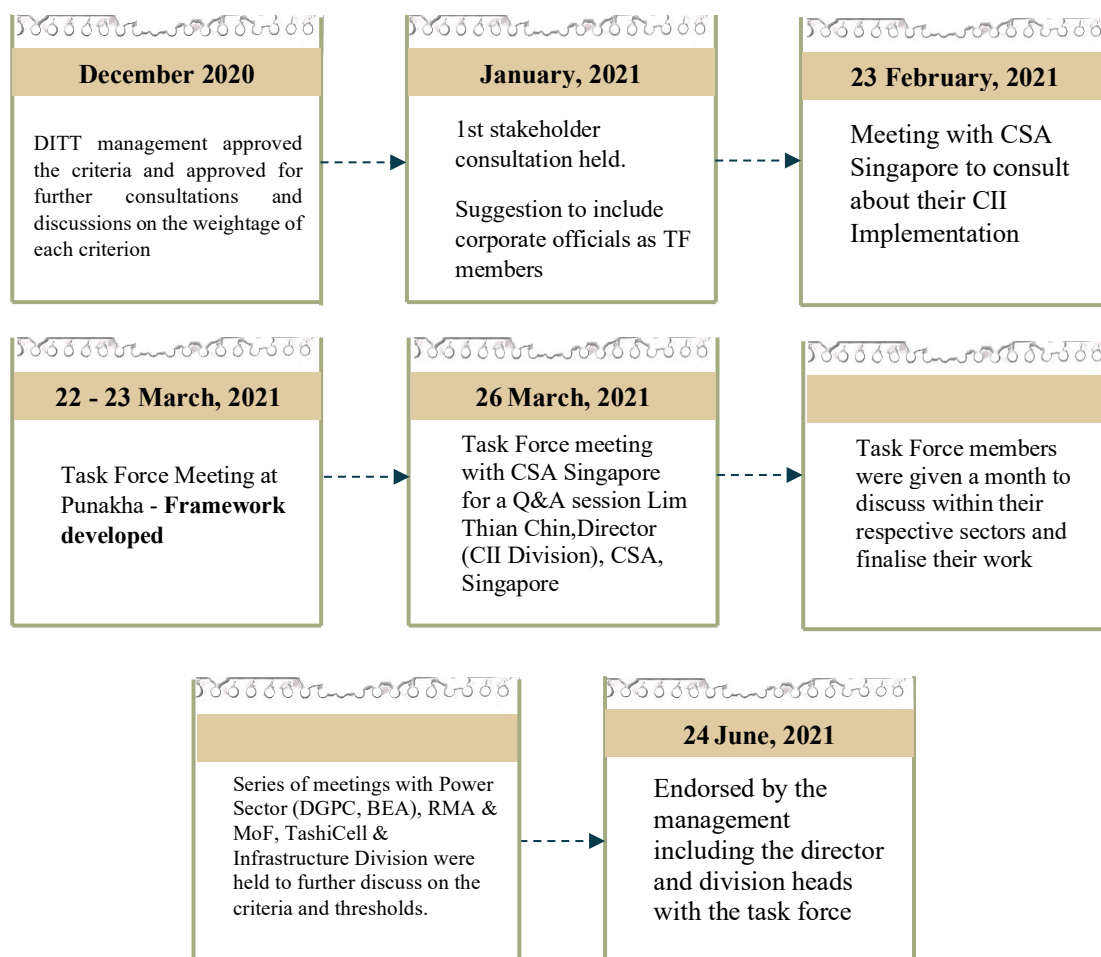 December 2020
DITT management approved
the criteria and approved for
further consultations and
discussions on the weightage of
each criterion
January, 2021
1st stakeholder
consultation held.
Suggestion to include
corporate officials as TF
members
23 February, 2021
Meeting with CSA
Singapore to consult
about their CII
Implementation
22 - 23 March, 2021
Task Force Meeting at
Punakha - Framework
developed
26 March, 2021
Task Force meeting
with CSA Singapore
for a Q&A session Lim
Thian Chin,Director
(CII Division), CSA,
Singapore
Task Force members
were given a month to
discuss within their
respective sectors and
finalise their work
Series of meetings with Power
Sector (DGPC, BEA), RMA &
MoF, TashiCell &
Infrastructure Division were
held to further discuss on the
criteria and thresholds.
24 June, 2021
Endorsed by the
management
including the director
and division heads
with the task force